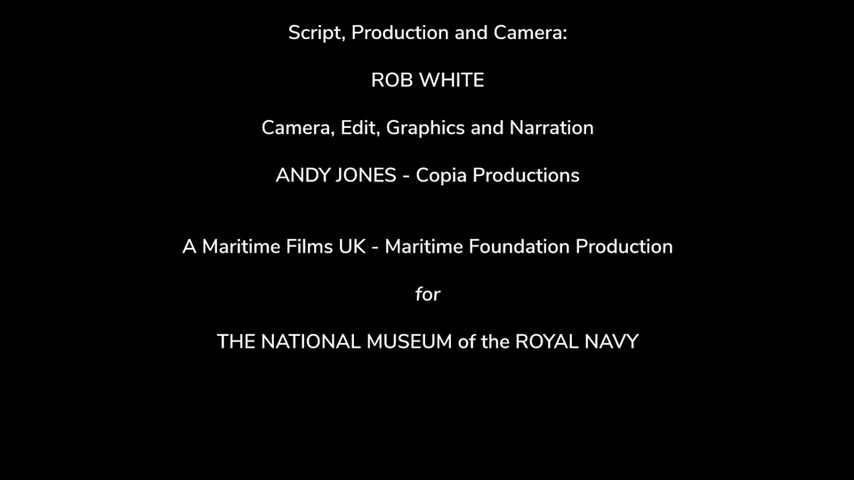 Script, Production and Camera:
ROB WHITE
Camera, Edit, Graphics and Narration
ANDY JONES - Copia Productions
A Maritime Films UK - Maritime Foundation Production
for
THE NATIONAL MUSEUM of the ROYAL NAVY